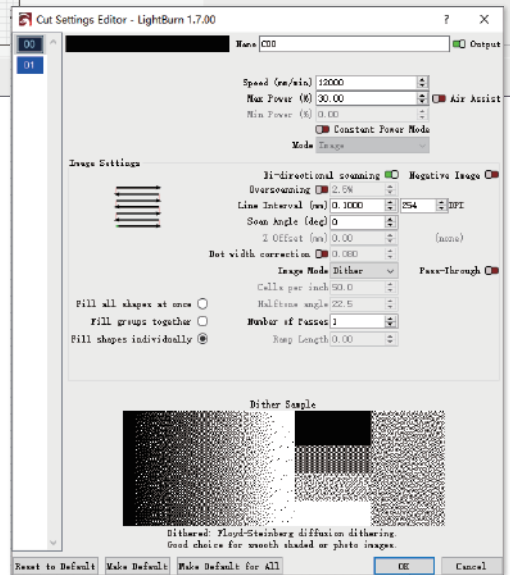 Cut Settings Editor - LightBurn 1.7.00 ? X
00 Name C00 Output
01
Speed (mm/min) 12000
Max Power (%) 30.00 Air Assist
Min Power (%) 0.00
Constant Power Mode
Mode Image
Image Settings
Bi-directional scanning Negative Image
Overscanning 2.5%
Line Interval (mm) 0.1000 254 DPI
Scan Angle (deg) 0
Z Offset (mm) 0.00 (none)
Dot width correction 0.080
Image Mode Dither Pass-Through
Cells per inch 50.0
Fill all shapes at once Halftone angle 22.5
Fill groups together Number of Passes 1
Fill shapes individually Ramp Length 0.00
Dither Sample
Dithered: Floyd-Steinberg diffusion dithering.
Good choice for smooth shaded or photo images.
Reset to Default Make Default Make Default for All OK Cancel